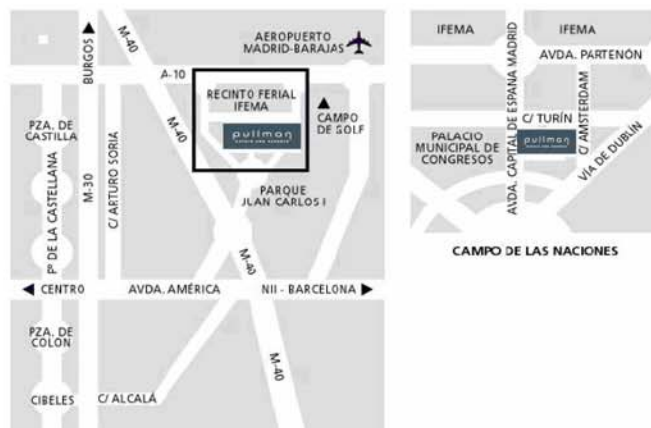 M-40
AEROPUERTO
MADRID-BARAJAS
BURGOS
A-10
RECINTO FERIAL
IFEMA
pullman
CAMPO
DE GOLF
M-40
PZA. DE
CASTILLA
Pº DE LA CASTELLANA
M-30
C/ ARTURO SORIA
PARQUE
JUAN CARLOS I
M-40
CENTRO
AVDA. AMÉRICA
NII - BARCELONA
PZA. DE
COLÓN
M-40
CIBELES
C/ ALCALÁ
IFEMA
IFEMA
AVDA. PARTENÓN
AVDA. CAPITAL DE ESPAÑA MADRID
C/ TURÍN
C/ AMSTERDAM
pullman
PALACIO
MUNICIPAL DE
CONGRESOS
VÍA DE DUBLÍN
CAMPO DE LAS NACIONES